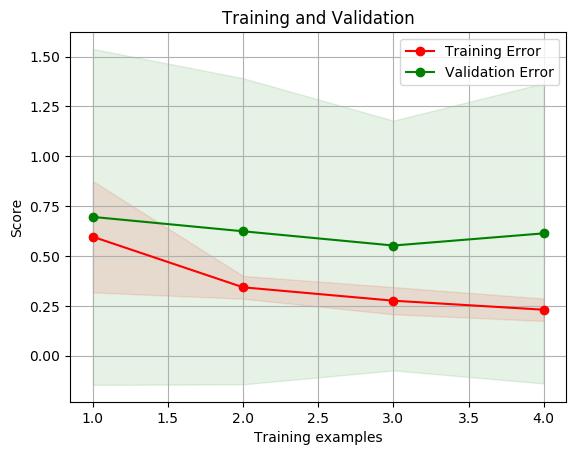 Training and Validation
Training Error
Validation Error
1.50
1.25
1.00
0.75
0.50
0.25
0.00
Score
1.0 1.5 2.0 2.5 3.0 3.5 4.0
Training examples